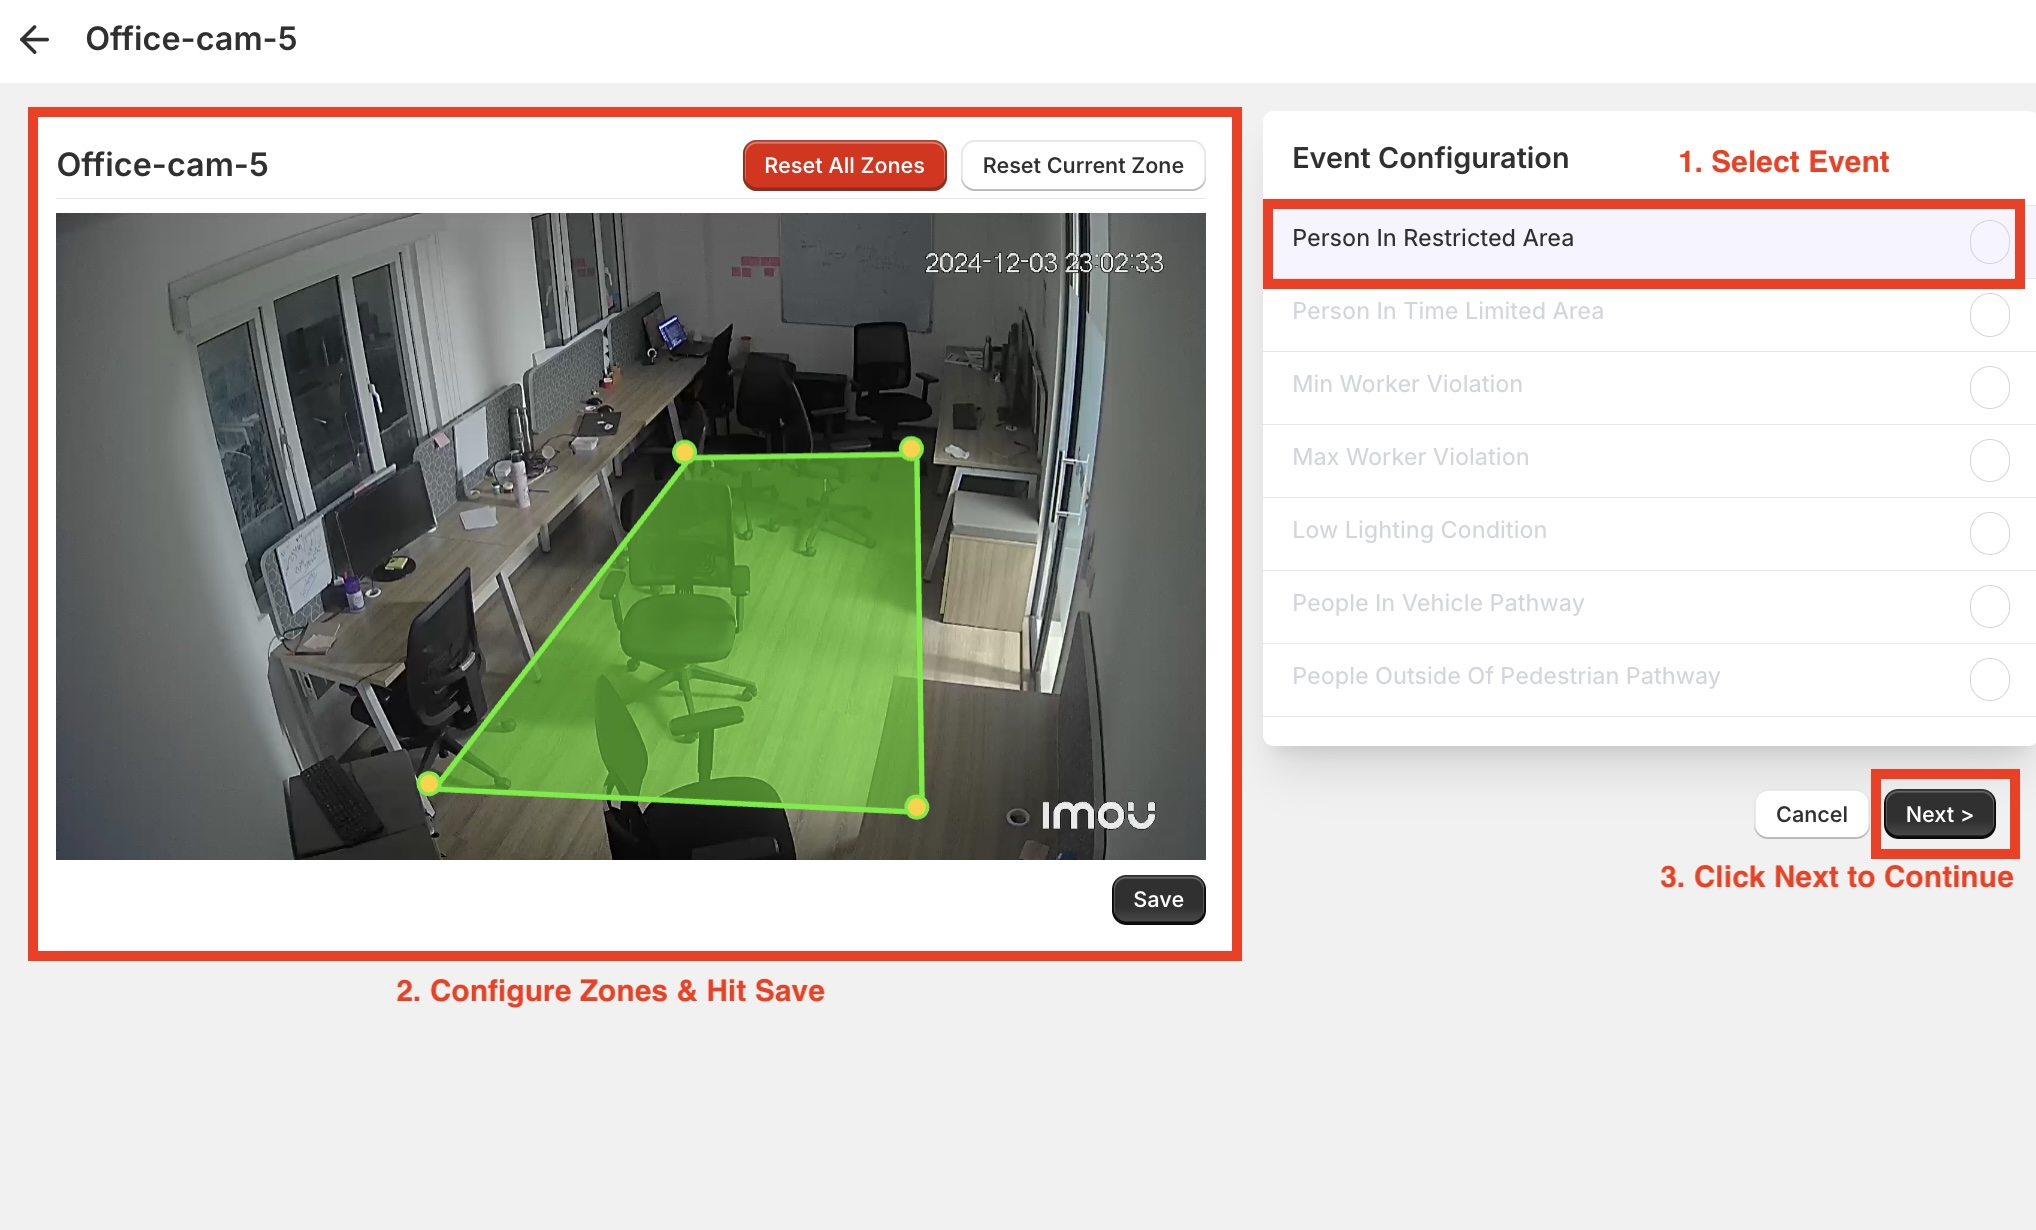 Office-cam-5
Office-cam-5
Reset All Zones
Reset Current Zone
2024-12-03 23:02:33
imou
Save
2. Configure Zones & Hit Save
Event Configuration
1. Select Event
Person In Restricted Area
Person In Time Limited Area
Min Worker Violation
Max Worker Violation
Low Lighting Condition
People In Vehicle Pathway
People Outside Of Pedestrian Pathway
Cancel
Next >
3. Click Next to Continue